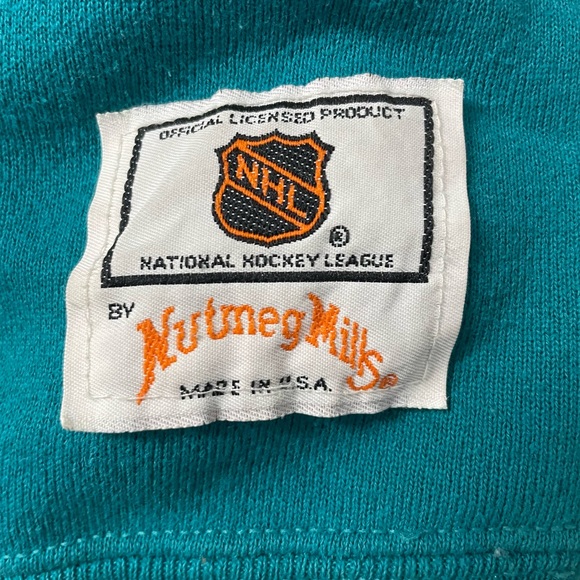 OFFICIAL LICENSED PRODUCT
NHL
®
NATIONAL HOCKEY LEAGUE
BY
Nutmeg Mills®
MADE IN U.S.A.